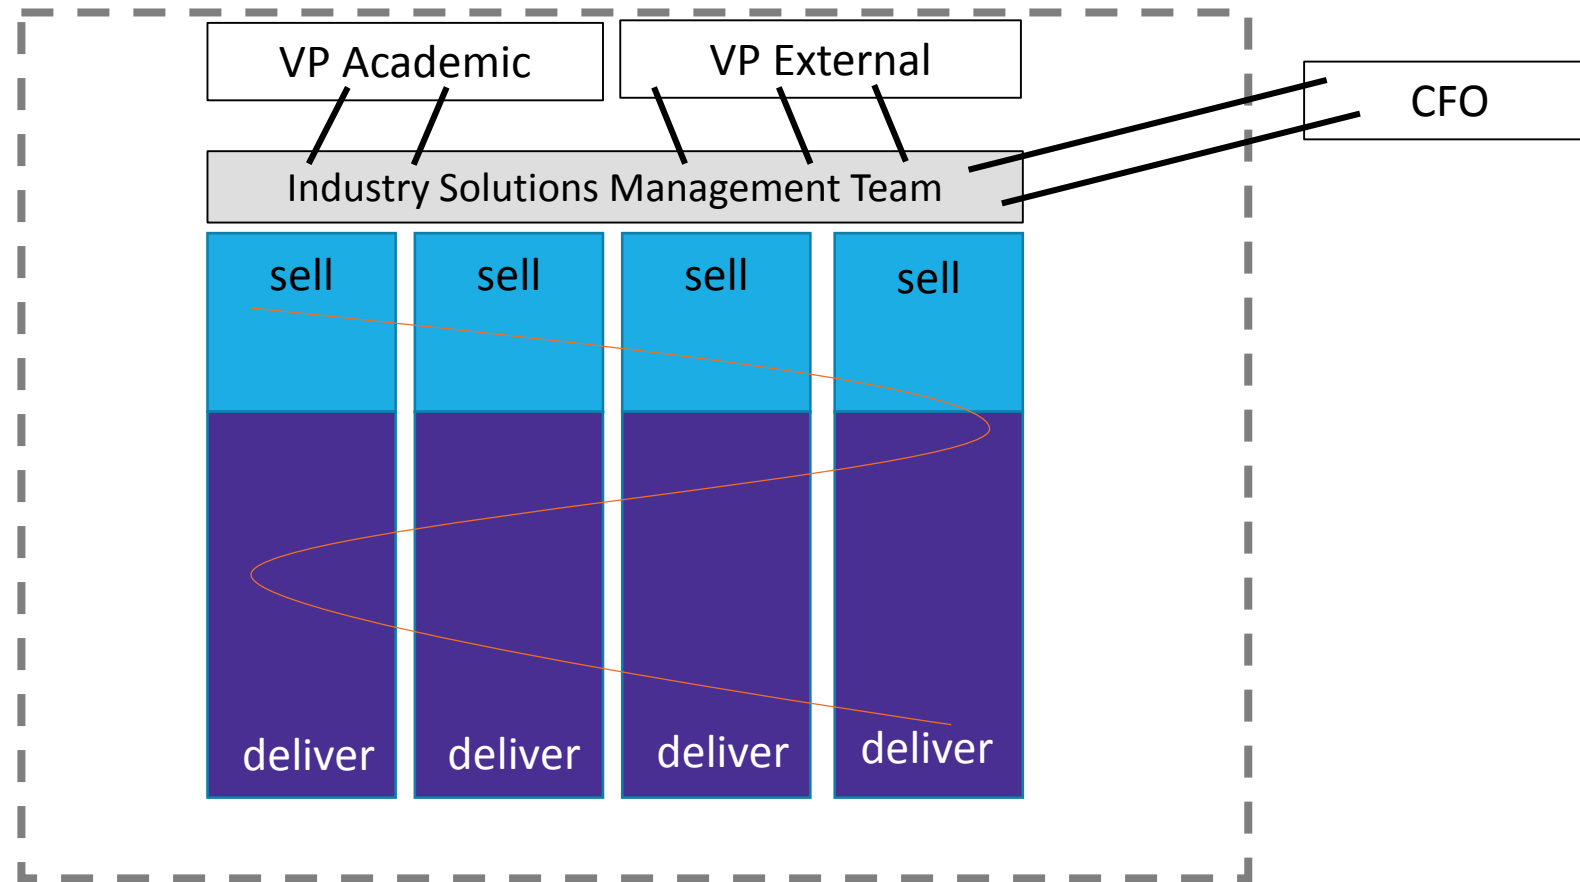 VP Academic
VP External
CFO
Industry Solutions Management Team
sell
sell
sell
sell
deliver
deliver
deliver
deliver